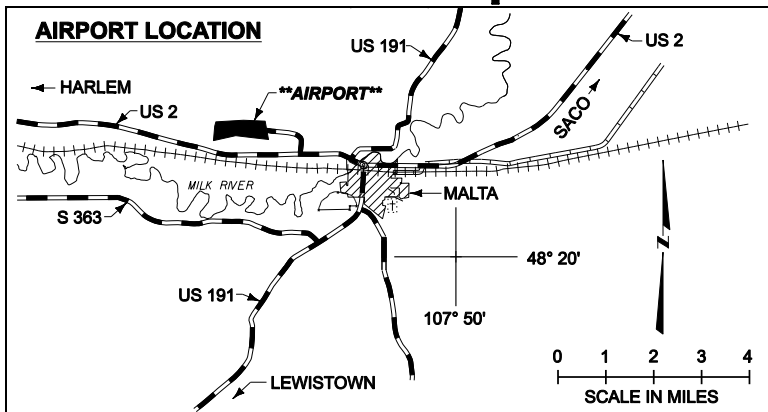 AIRPORT LOCATION
US 191
US 2
HARLEM
**AIRPORT**
US 2
SACO
MILK RIVER
MALTA
S 363
N
48° 20'
US 191
107° 50'
0 1 2 3 4
LEWISTOWN
SCALE IN MILES